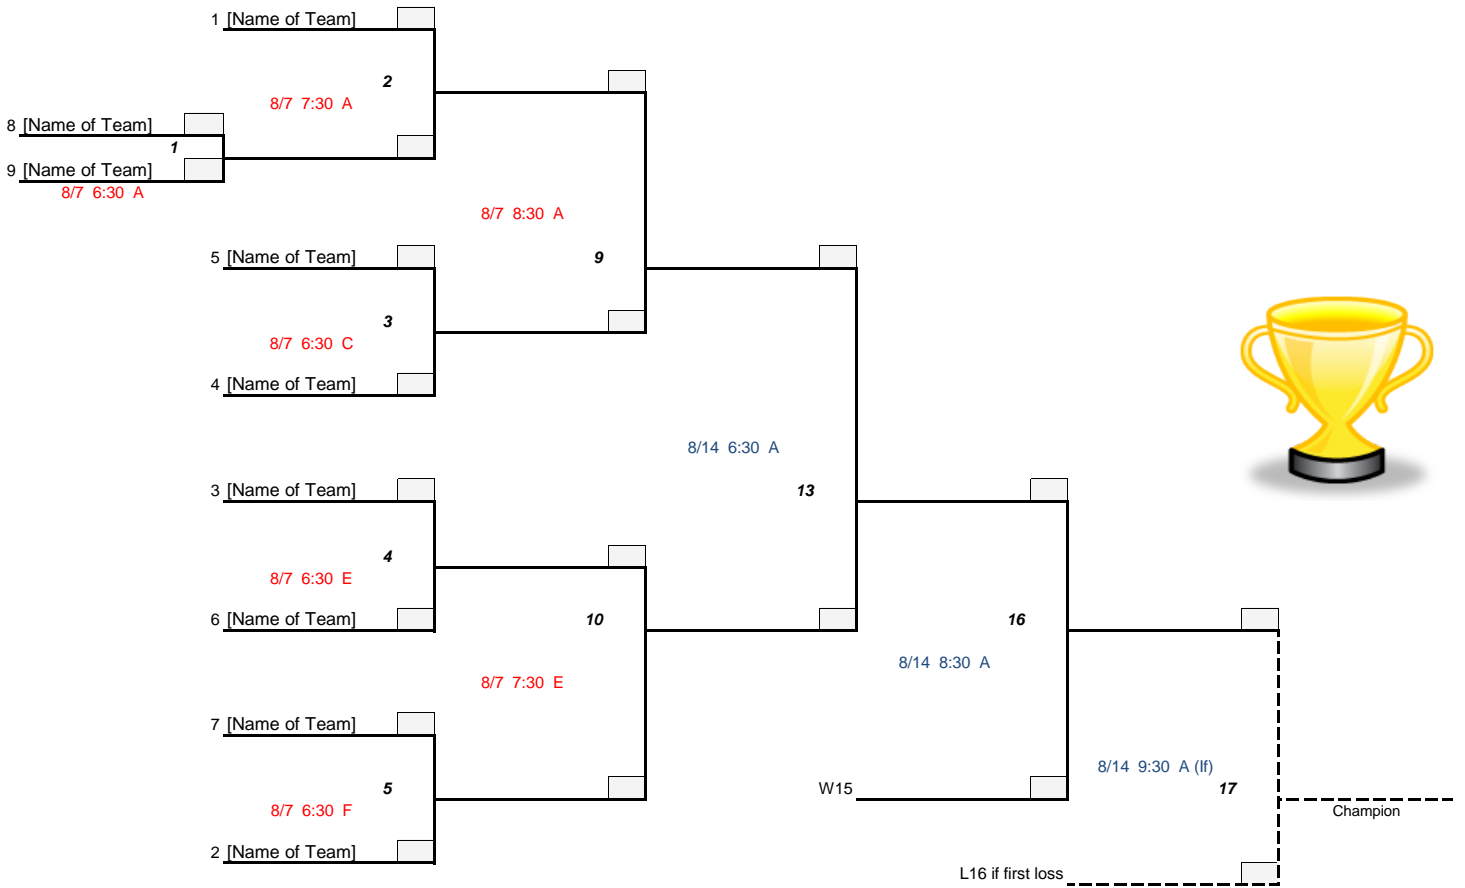 1 [Name of Team]
2
8/7 7:30 A
8 [Name of Team]
1
9 [Name of Team]
8/7 6:30 A
8/7 8:30 A
5 [Name of Team]
9
3
8/7 6:30 C
4 [Name of Team]
8/14 6:30 A
3 [Name of Team]
13
4
8/7 6:30 E
6 [Name of Team]
10
16
8/14 8:30 A
8/7 7:30 E
7 [Name of Team]
8/14 9:30 A (If)
5
W15
17
8/7 6:30 F
Champion
2 [Name of Team]
L16 if first loss